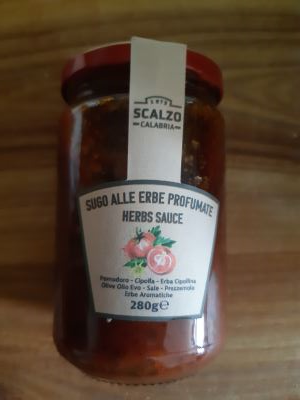 SCALZO
CALABRIA
SUGO ALLE ERBE PROFUMATE
HERBS SAUCE
Pomodoro - Cipolla - Erba Cipollina
Olive Olio Evo - Sale - Prezzemolo
Erbe Aromatiche
280g℮